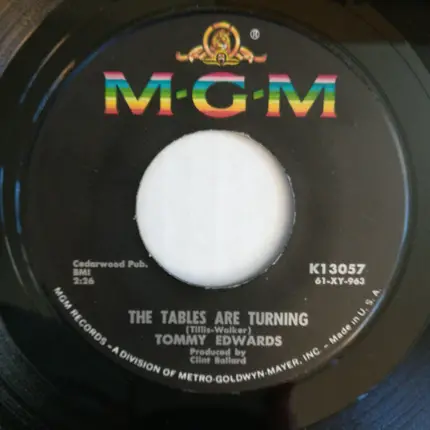 ®
M-G-M
Cedarwood Pub.
BMI
2:26
K13057
61-XY-963
THE TABLES ARE TURNING
(Tillis-Walker)
TOMMY EDWARDS
Produced by
Clint Ballard
MGM RECORDS - A DIVISION OF METRO-GOLDWYN-MAYER, INC. - Made in U.S.A.